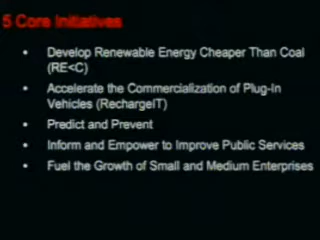 5 Core Initiatives
• Develop Renewable Energy Cheaper Than Coal
(RE<C)
• Accelerate the Commercialization of Plug-In
Vehicles (RechargeIT)
• Predict and Prevent
• Inform and Empower to Improve Public Services
• Fuel the Growth of Small and Medium Enterprises